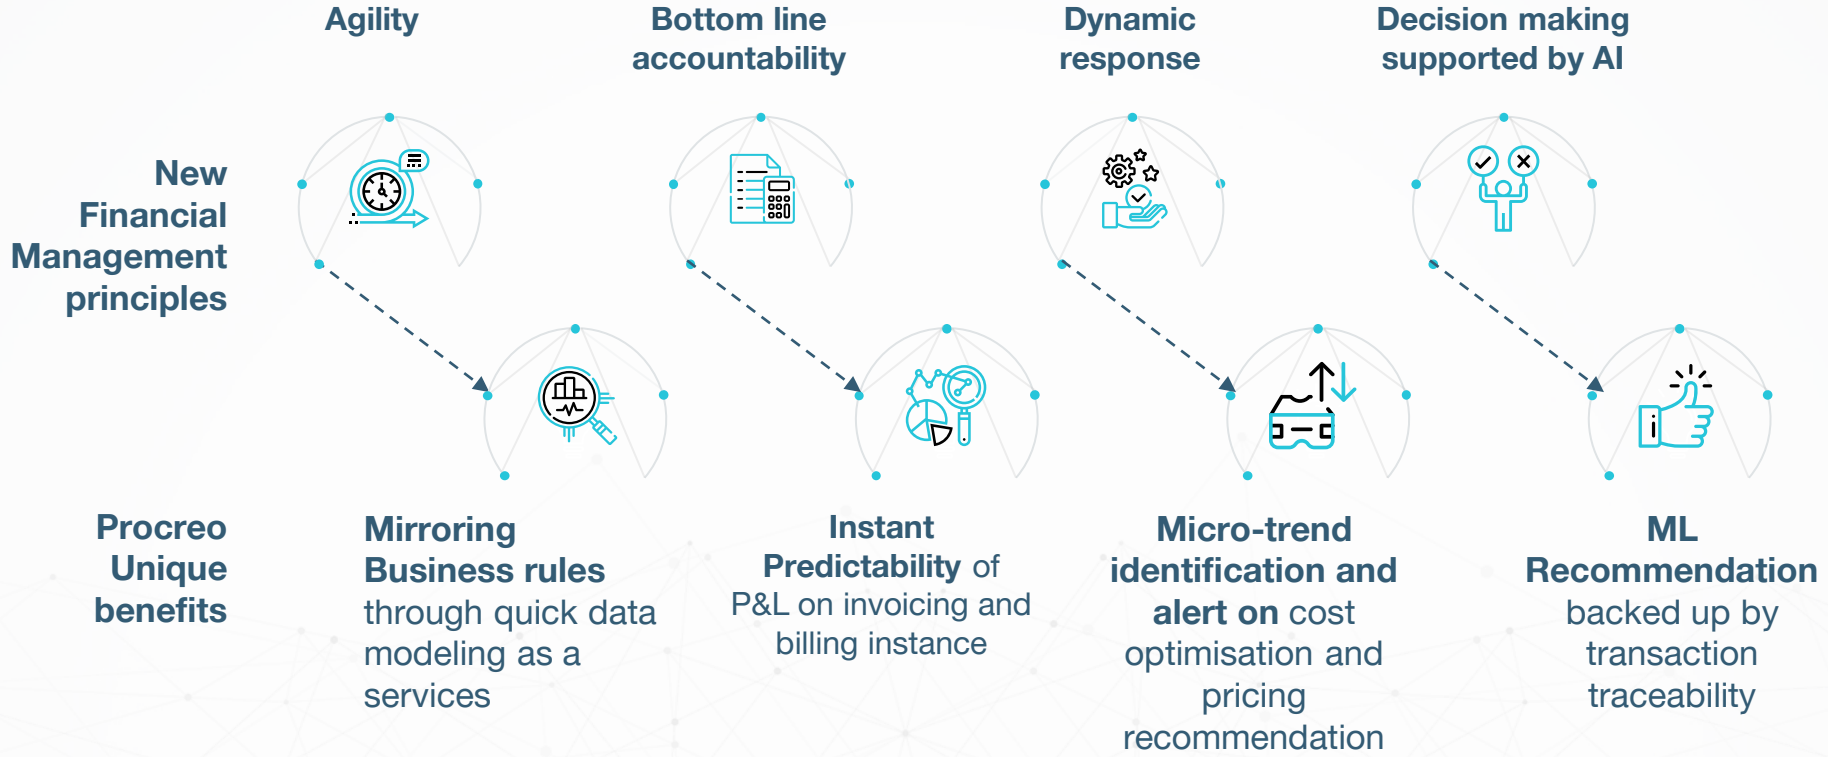 Agility
Bottom line
accountability
Dynamic
response
Decision making
supported by AI
New
Financial
Management
principles
Procreo
Unique
benefits
Mirroring
Business rules
through quick data
modeling as a
services
Instant
Predictability of
P&L on invoicing and
billing instance
Micro-trend
identification and
alert on cost
optimisation and
pricing
recommendation
ML
Recommendation
backed up by
transaction
traceability